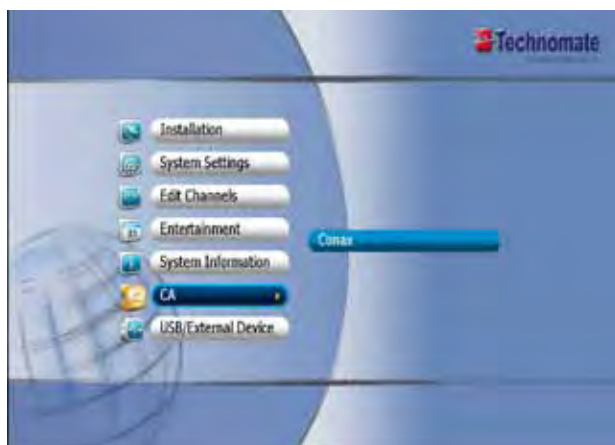 Technomate
Installation
System Settings
Edit Channels
Entertainment
Conax
System Information
CA
USB/External Device